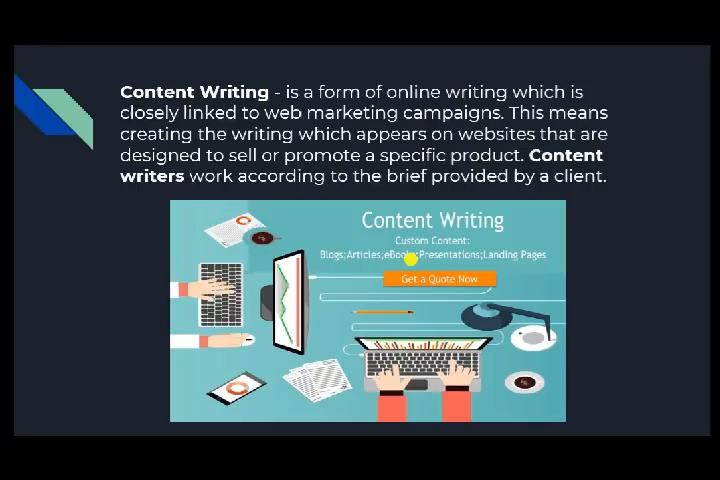 Content Writing - is a form of online writing which is
closely linked to web marketing campaigns. This means
creating the writing which appears on websites that are
designed to sell or promote a specific product. Content
writers work according to the brief provided by a client.
Content Writing
Custom Content:
Blogs;Articles;eBooks;Presentations;Landing Pages
Get a Quote Now